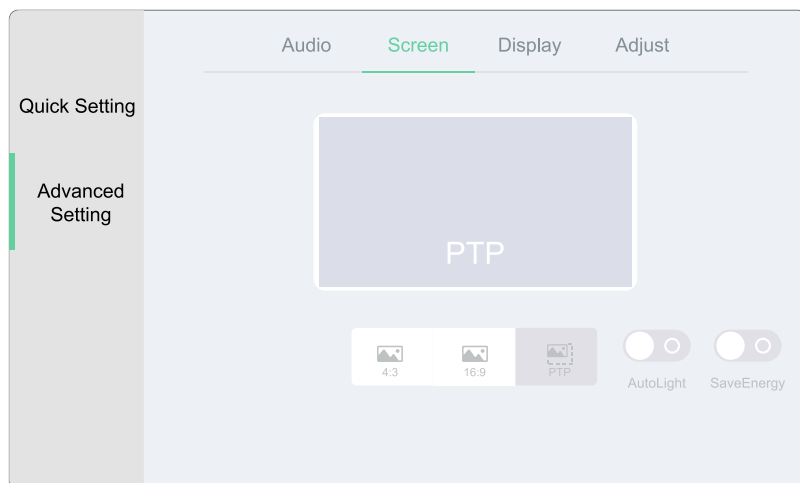 Audio Screen Display Adjust
Quick Setting
Advanced
Setting
PTP
4:3 16:9 PTP
AutoLight SaveEnergy